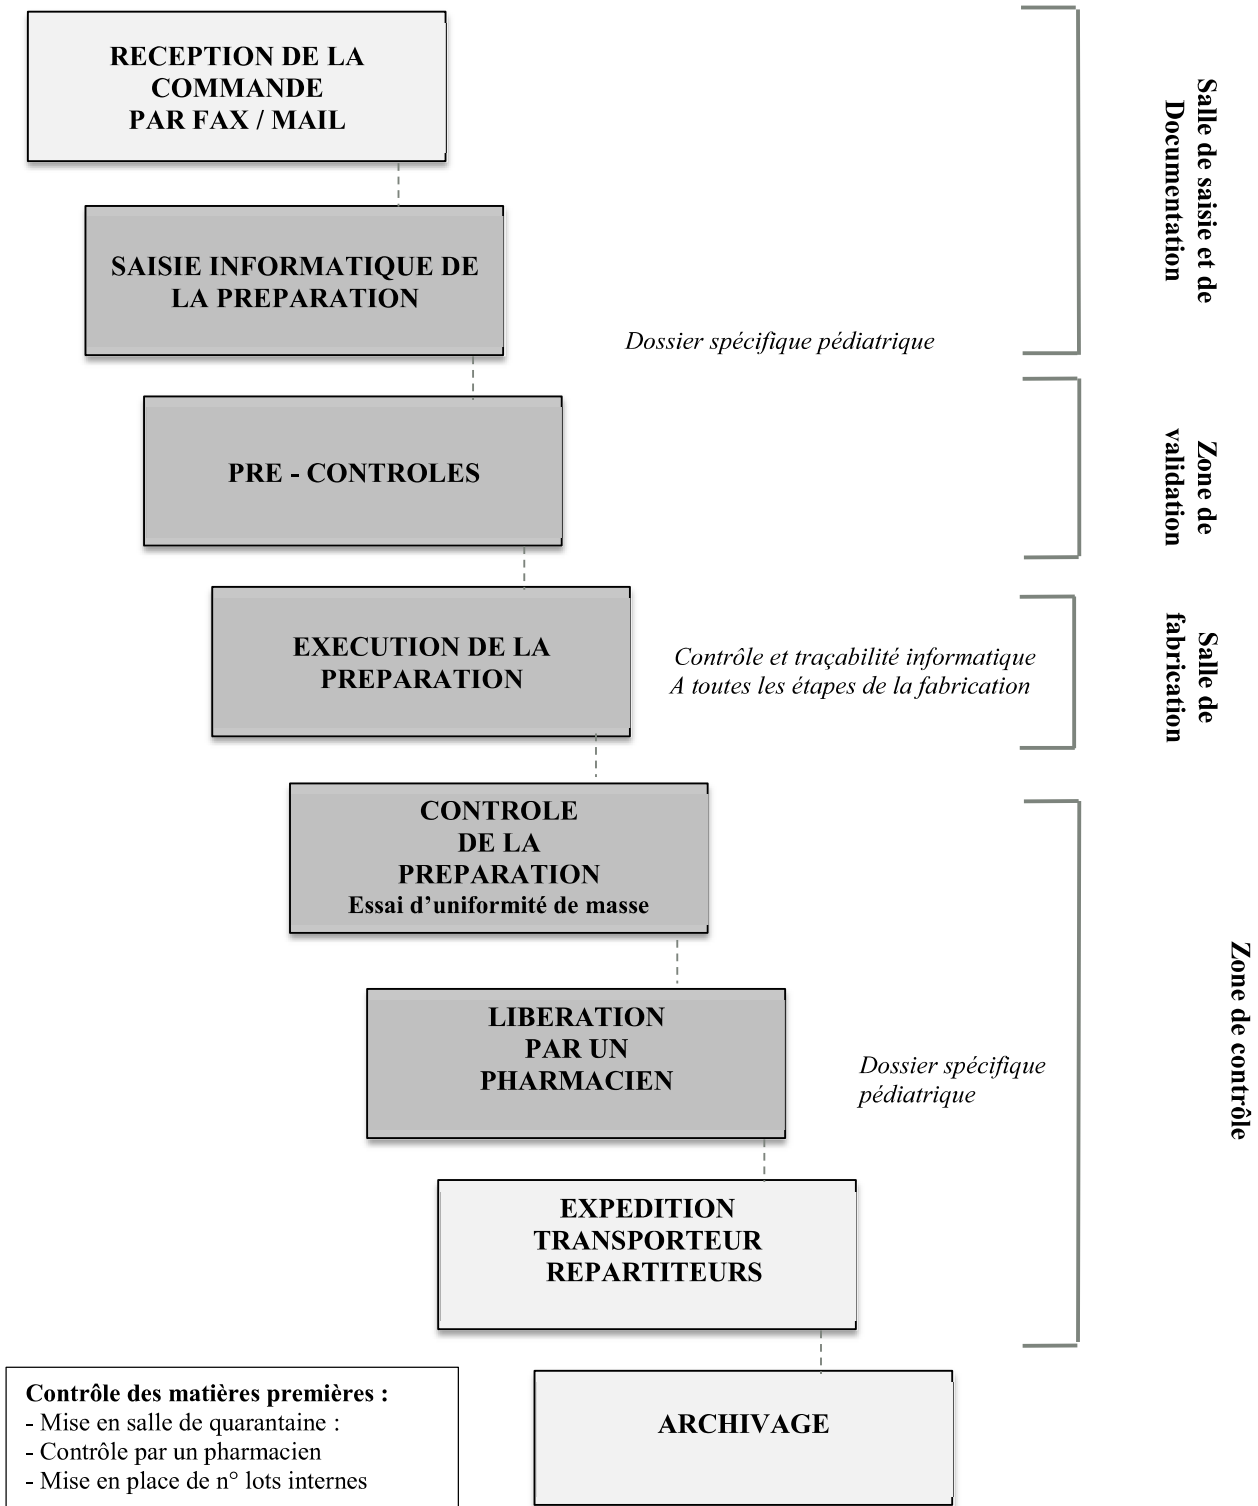 RECEPTION DE LA
COMMANDE
PAR FAX / MAIL
Salle de saisie et de
Documentation
SAISIE INFORMATIQUE DE
LA PREPARATION
Dossier spécifique pédiatrique
PRE - CONTROLES
Zone de
validation
EXECUTION DE LA
PREPARATION
Contrôle et traçabilité informatique
A toutes les étapes de la fabrication
Salle de
fabrication
CONTROLE
DE LA
PREPARATION
Essai d’uniformité de masse
Zone de contrôle
LIBERATION
PAR UN
PHARMACIEN
Dossier spécifique
pédiatrique
EXPEDITION
TRANSPORTEUR
REPARTITEURS
ARCHIVAGE
Contrôle des matières premières :
- Mise en salle de quarantaine :
- Contrôle par un pharmacien
- Mise en place de n° lots internes